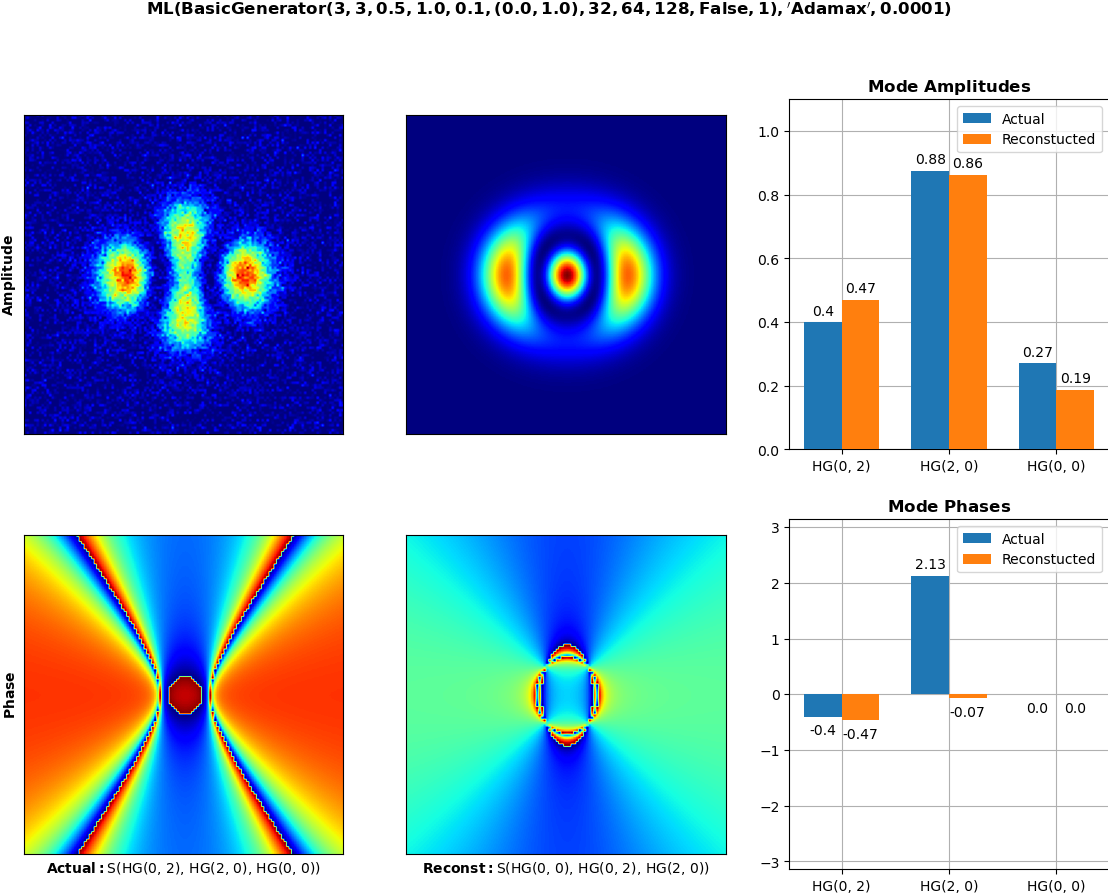 ML(BasicGenerator(3, 3, 0.5, 1.0, 0.1, (0.0, 1.0), 32, 64, 128, False, 1), ′Adamax′, 0.0001)
Amplitude
Mode Amplitudes
Actual
Reconstucted
1.0
0.8
0.6
0.4
0.2
0.0
0.4
0.47
0.88
0.86
0.27
0.19
HG(0, 2)
HG(2, 0)
HG(0, 0)
Phase
Actual: S(HG(0, 2), HG(2, 0), HG(0, 0))
Reconst: S(HG(0, 0), HG(0, 2), HG(2, 0))
Mode Phases
Actual
Reconstucted
3
2
1
0
−1
−2
−3
-0.4
-0.47
2.13
-0.07
0.0
0.0
HG(0, 2)
HG(2, 0)
HG(0, 0)